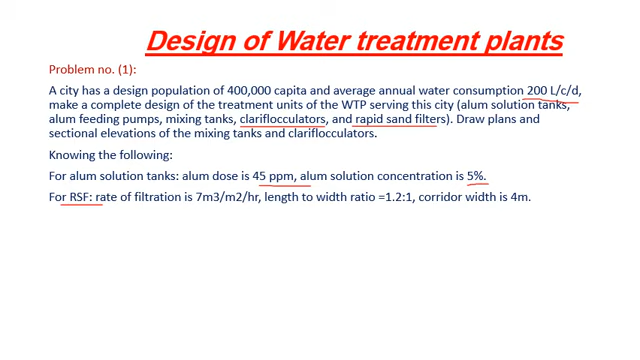 Design of Water treatment plants
Problem no. (1):
A city has a design population of 400,000 capita and average annual water consumption 200 L/c/d,
make a complete design of the treatment units of the WTP serving this city (alum solution tanks,
alum feeding pumps, mixing tanks, clariflocculators, and rapid sand filters). Draw plans and
sectional elevations of the mixing tanks and clariflocculators.
Knowing the following:
For alum solution tanks: alum dose is 45 ppm, alum solution concentration is 5%.
For RSF: rate of filtration is 7m3/m2/hr, length to width ratio =1.2:1, corridor width is 4m.